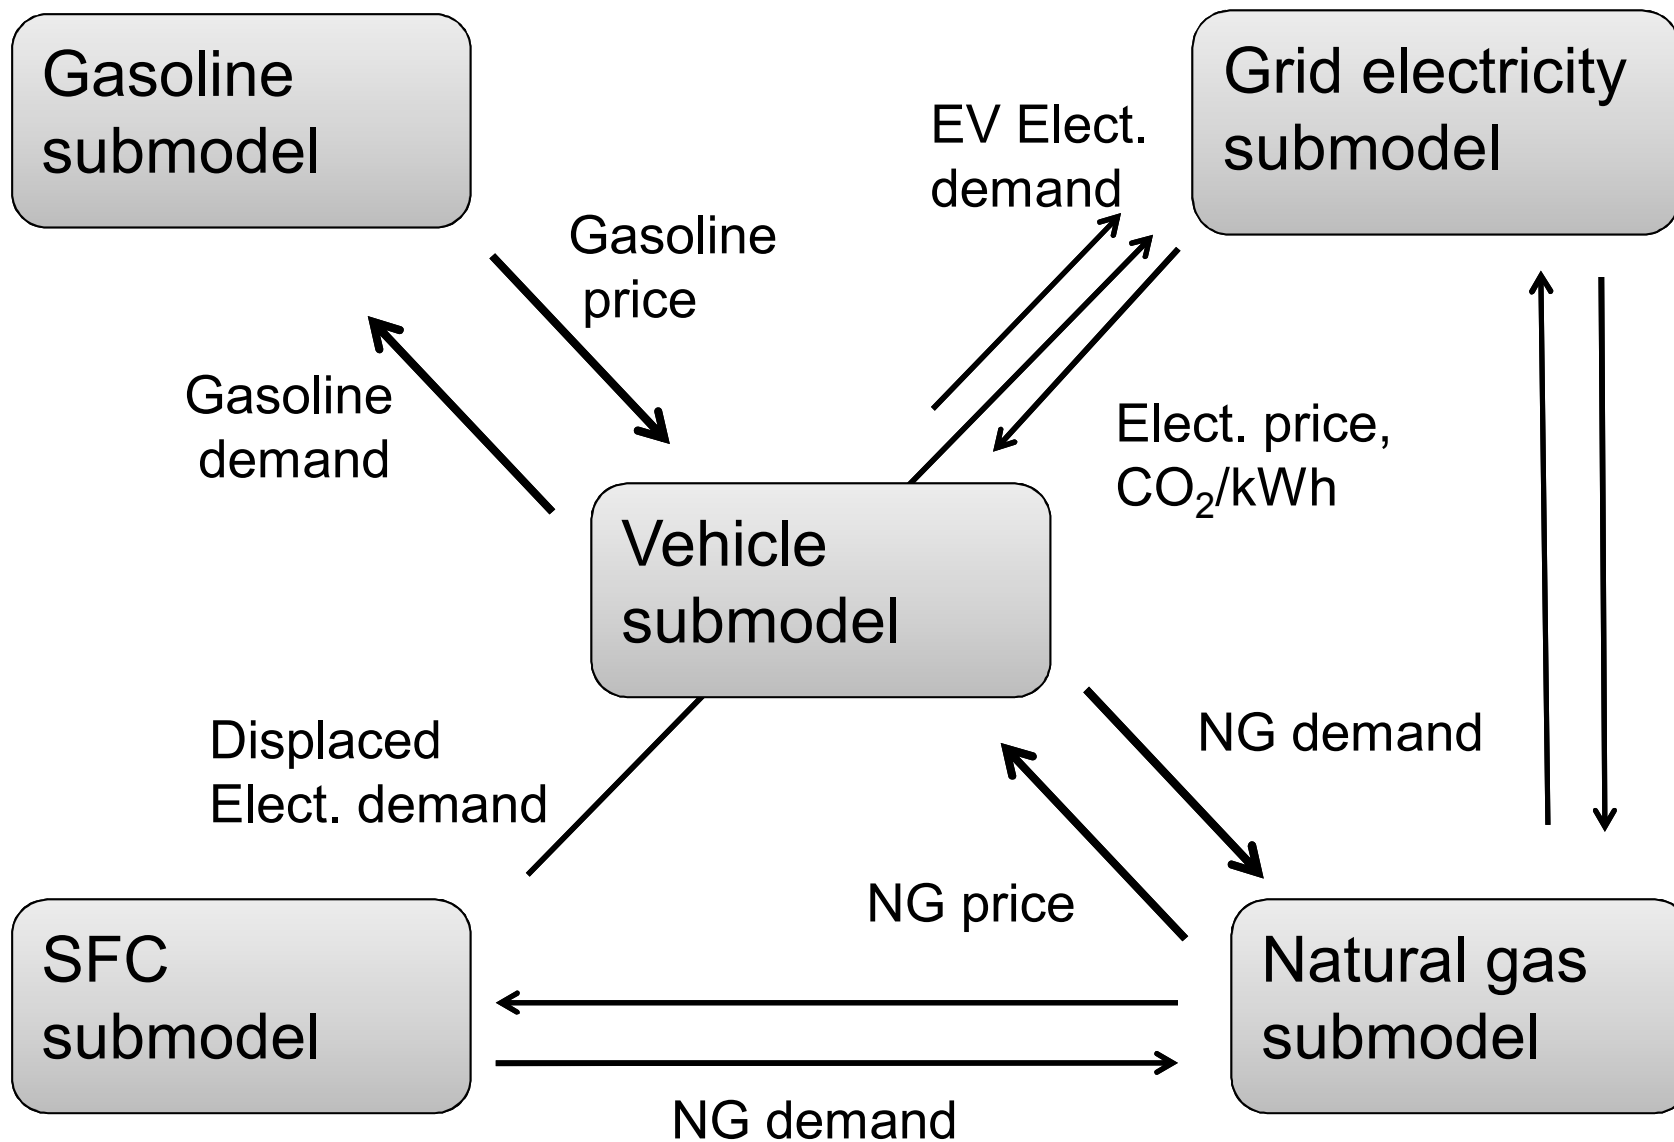 Gasoline
submodel
Grid electricity
submodel
EV Elect.
demand
Gasoline
price
Gasoline
demand
Elect. price,
CO₂/kWh
Vehicle
submodel
Displaced
Elect. demand
NG demand
NG price
SFC
submodel
Natural gas
submodel
NG demand